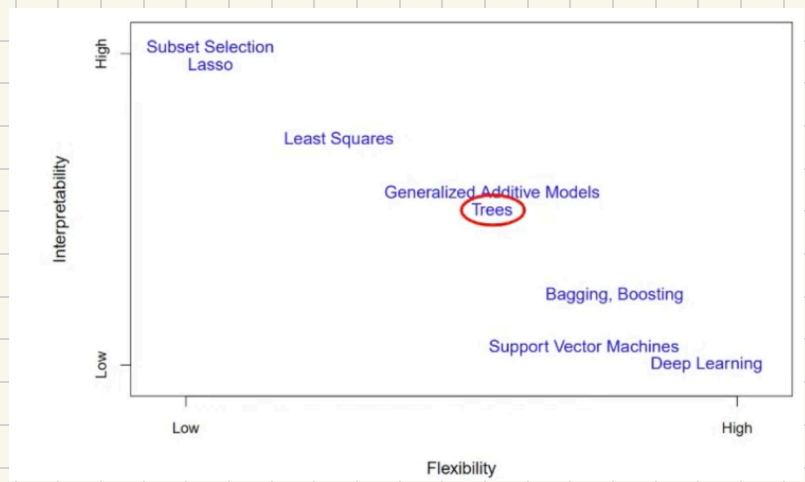 High
Subset Selection
Lasso
Least Squares
Generalized Additive Models
Trees
Interpretability
Bagging, Boosting
Support Vector Machines
Low
Deep Learning
Low
High
Flexibility